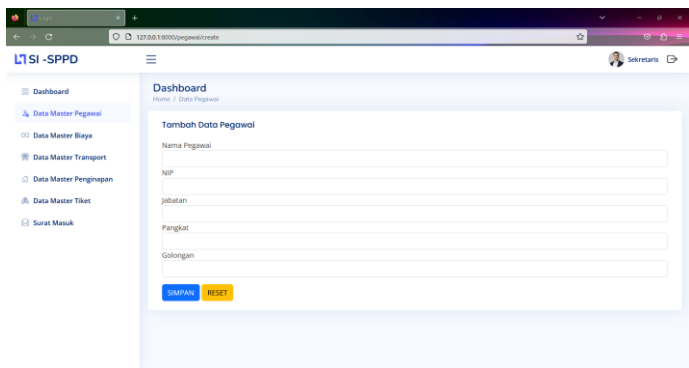 Login
127.0.0.1:8000/pegawai/create
SI -SPPD
Sekretaris
Dashboard
Data Master Pegawai
Data Master Biaya
Data Master Transport
Data Master Penginapan
Data Master Tiket
Surat Masuk
Dashboard
Home / Data Pegawai
Tambah Data Pegawai
Nama Pegawai
NIP
Jabatan
Pangkat
Golongan
SIMPAN RESET